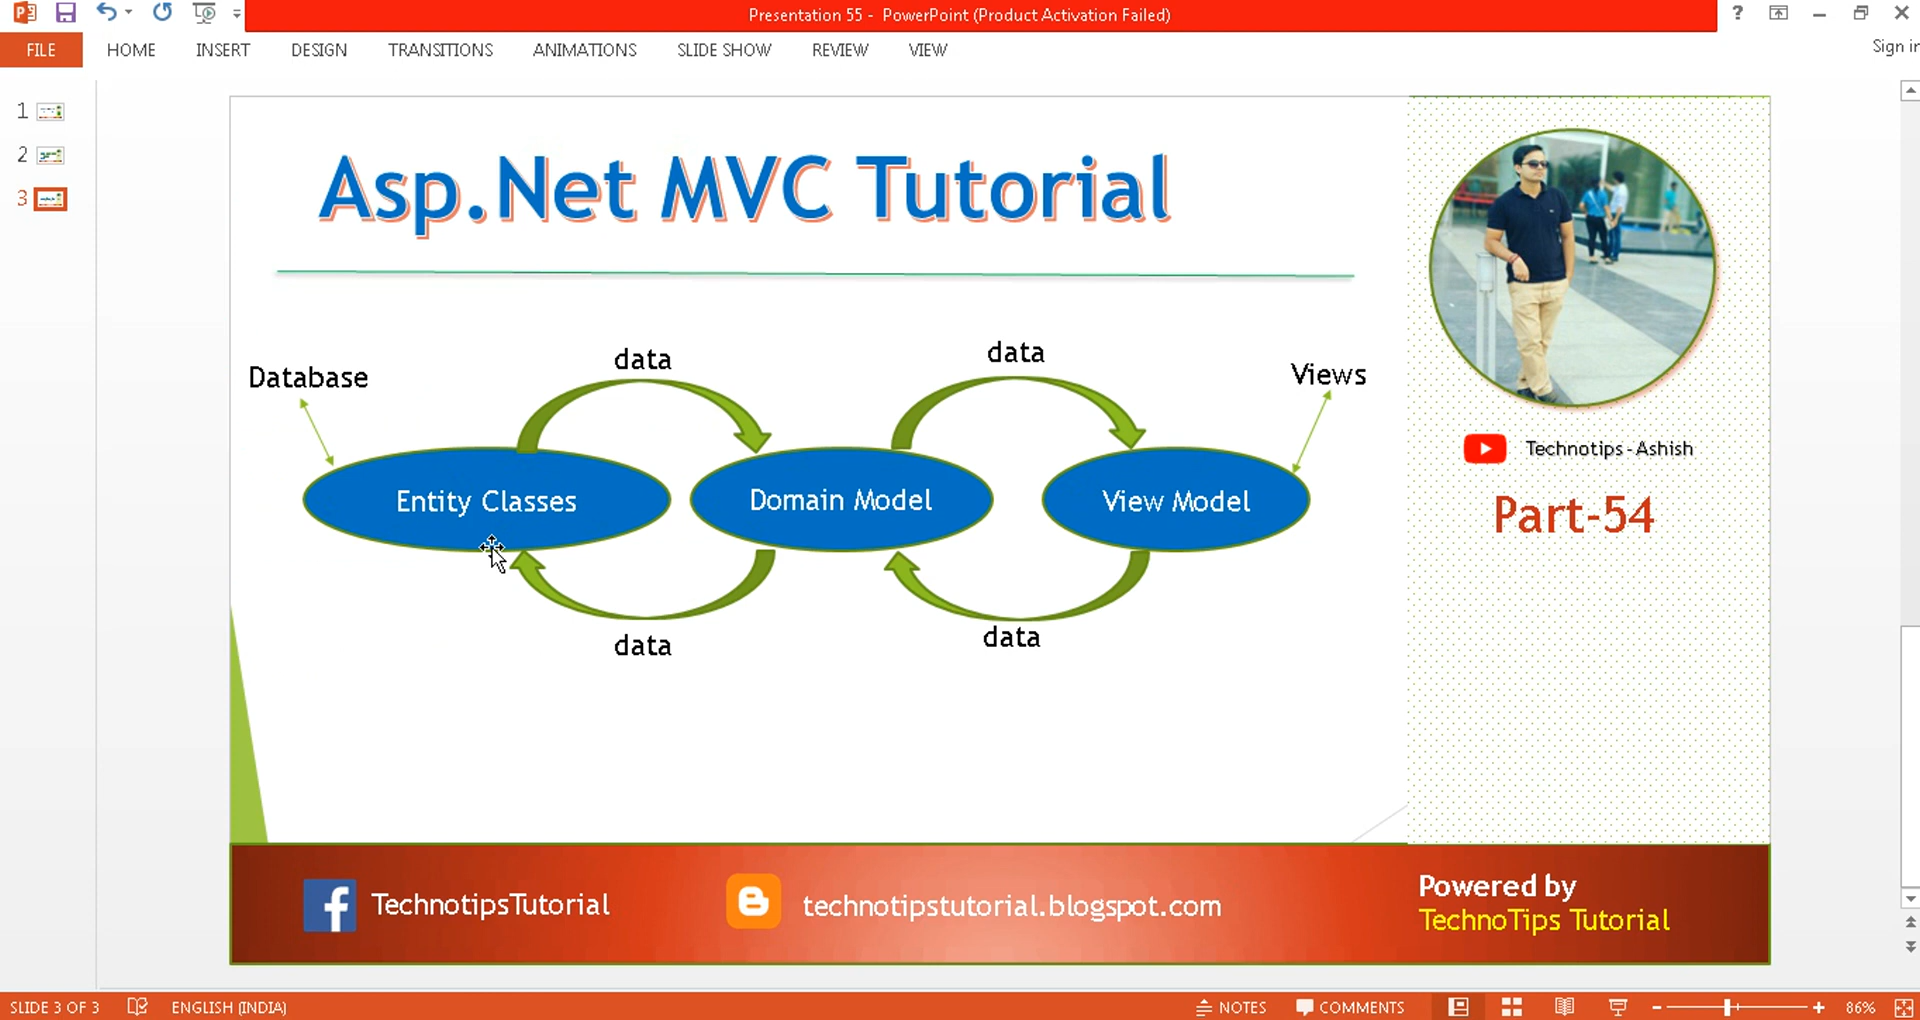 Presentation 55 - PowerPoint (Product Activation Failed)
?
FILE HOME INSERT DESIGN TRANSITIONS ANIMATIONS SLIDE SHOW REVIEW VIEW
Sign in
1
2
3
Asp.Net MVC Tutorial
data
data
Database
Views
Entity Classes
Domain Model
View Model
data
data
Technotips - Ashish
Part-54
TechnotipsTutorial
technotipstutorial.blogspot.com
Powered by
TechnoTips Tutorial
SLIDE 3 OF 3 ENGLISH (INDIA) NOTES COMMENTS 86%